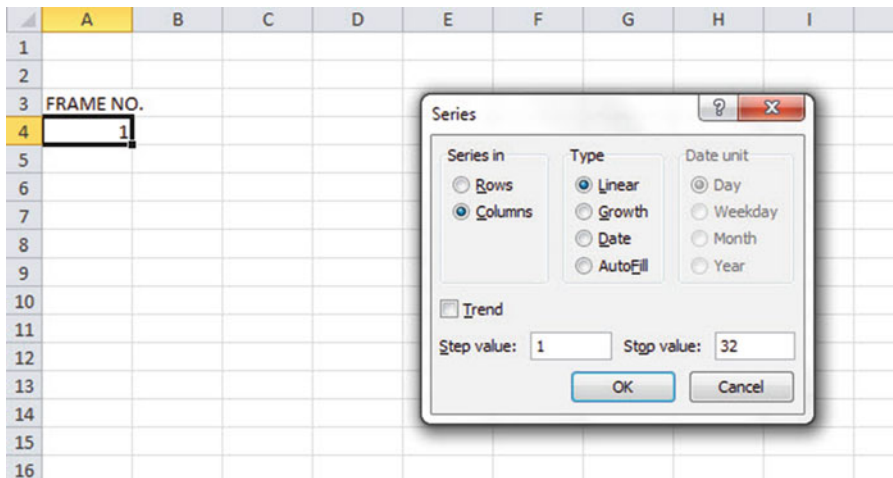 A B C D E F G H I
1
2
3 FRAME NO.
4 1
5
6
7
8
9
10
11
12
13
14
15
16
Series ? X
Series in
Rows
Columns
Type
Linear
Growth
Date
AutoFill
Date unit
Day
Weekday
Month
Year
Trend
Step value: 1 Stop value: 32
OK Cancel